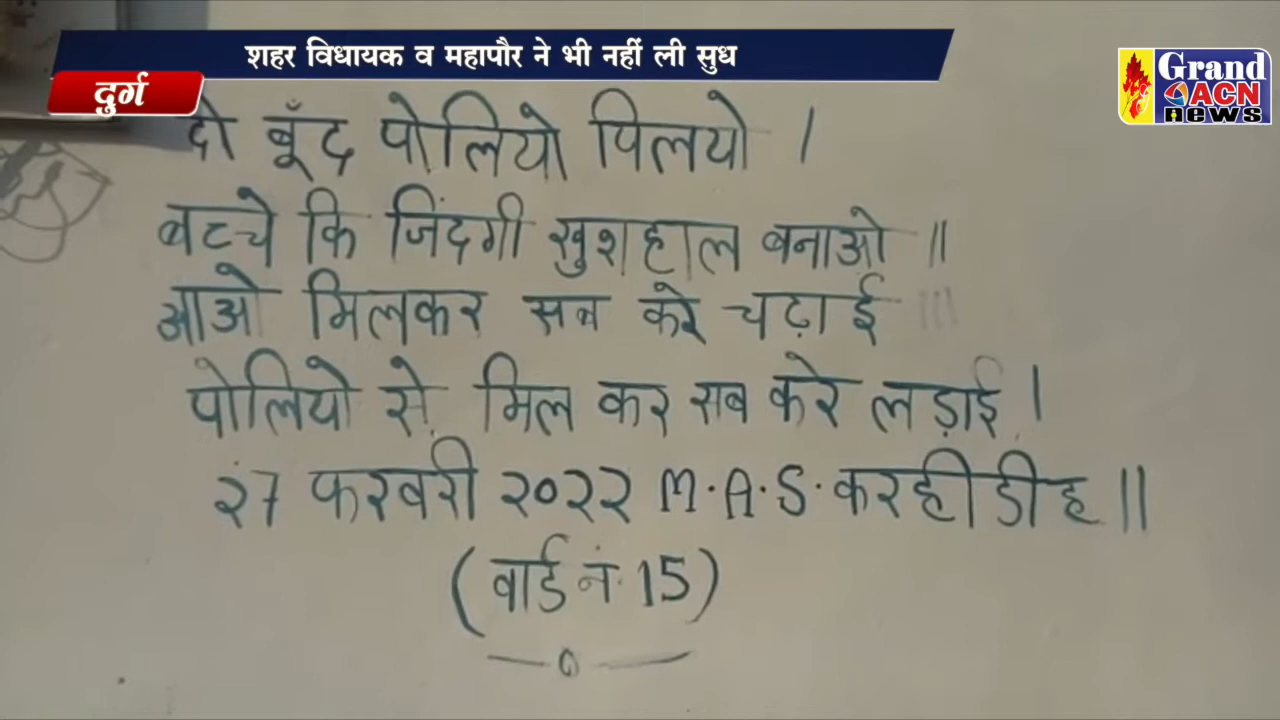 शहर विधायक व महापौर ने भी नहीं ली सुध
दुर्ग
Grand
ACN
news
दो बूँद पोलियो पिलयो ।
बच्चे कि जिंदगी खुशहाल बनाओ ॥
आओ मिलकर सब करे चढ़ाई
पोलियो से मिल कर सब करे लड़ाई ।
२७ फरवरी २०२२ M.A.S. करहीडीह ॥
(वार्ड नं. 15)